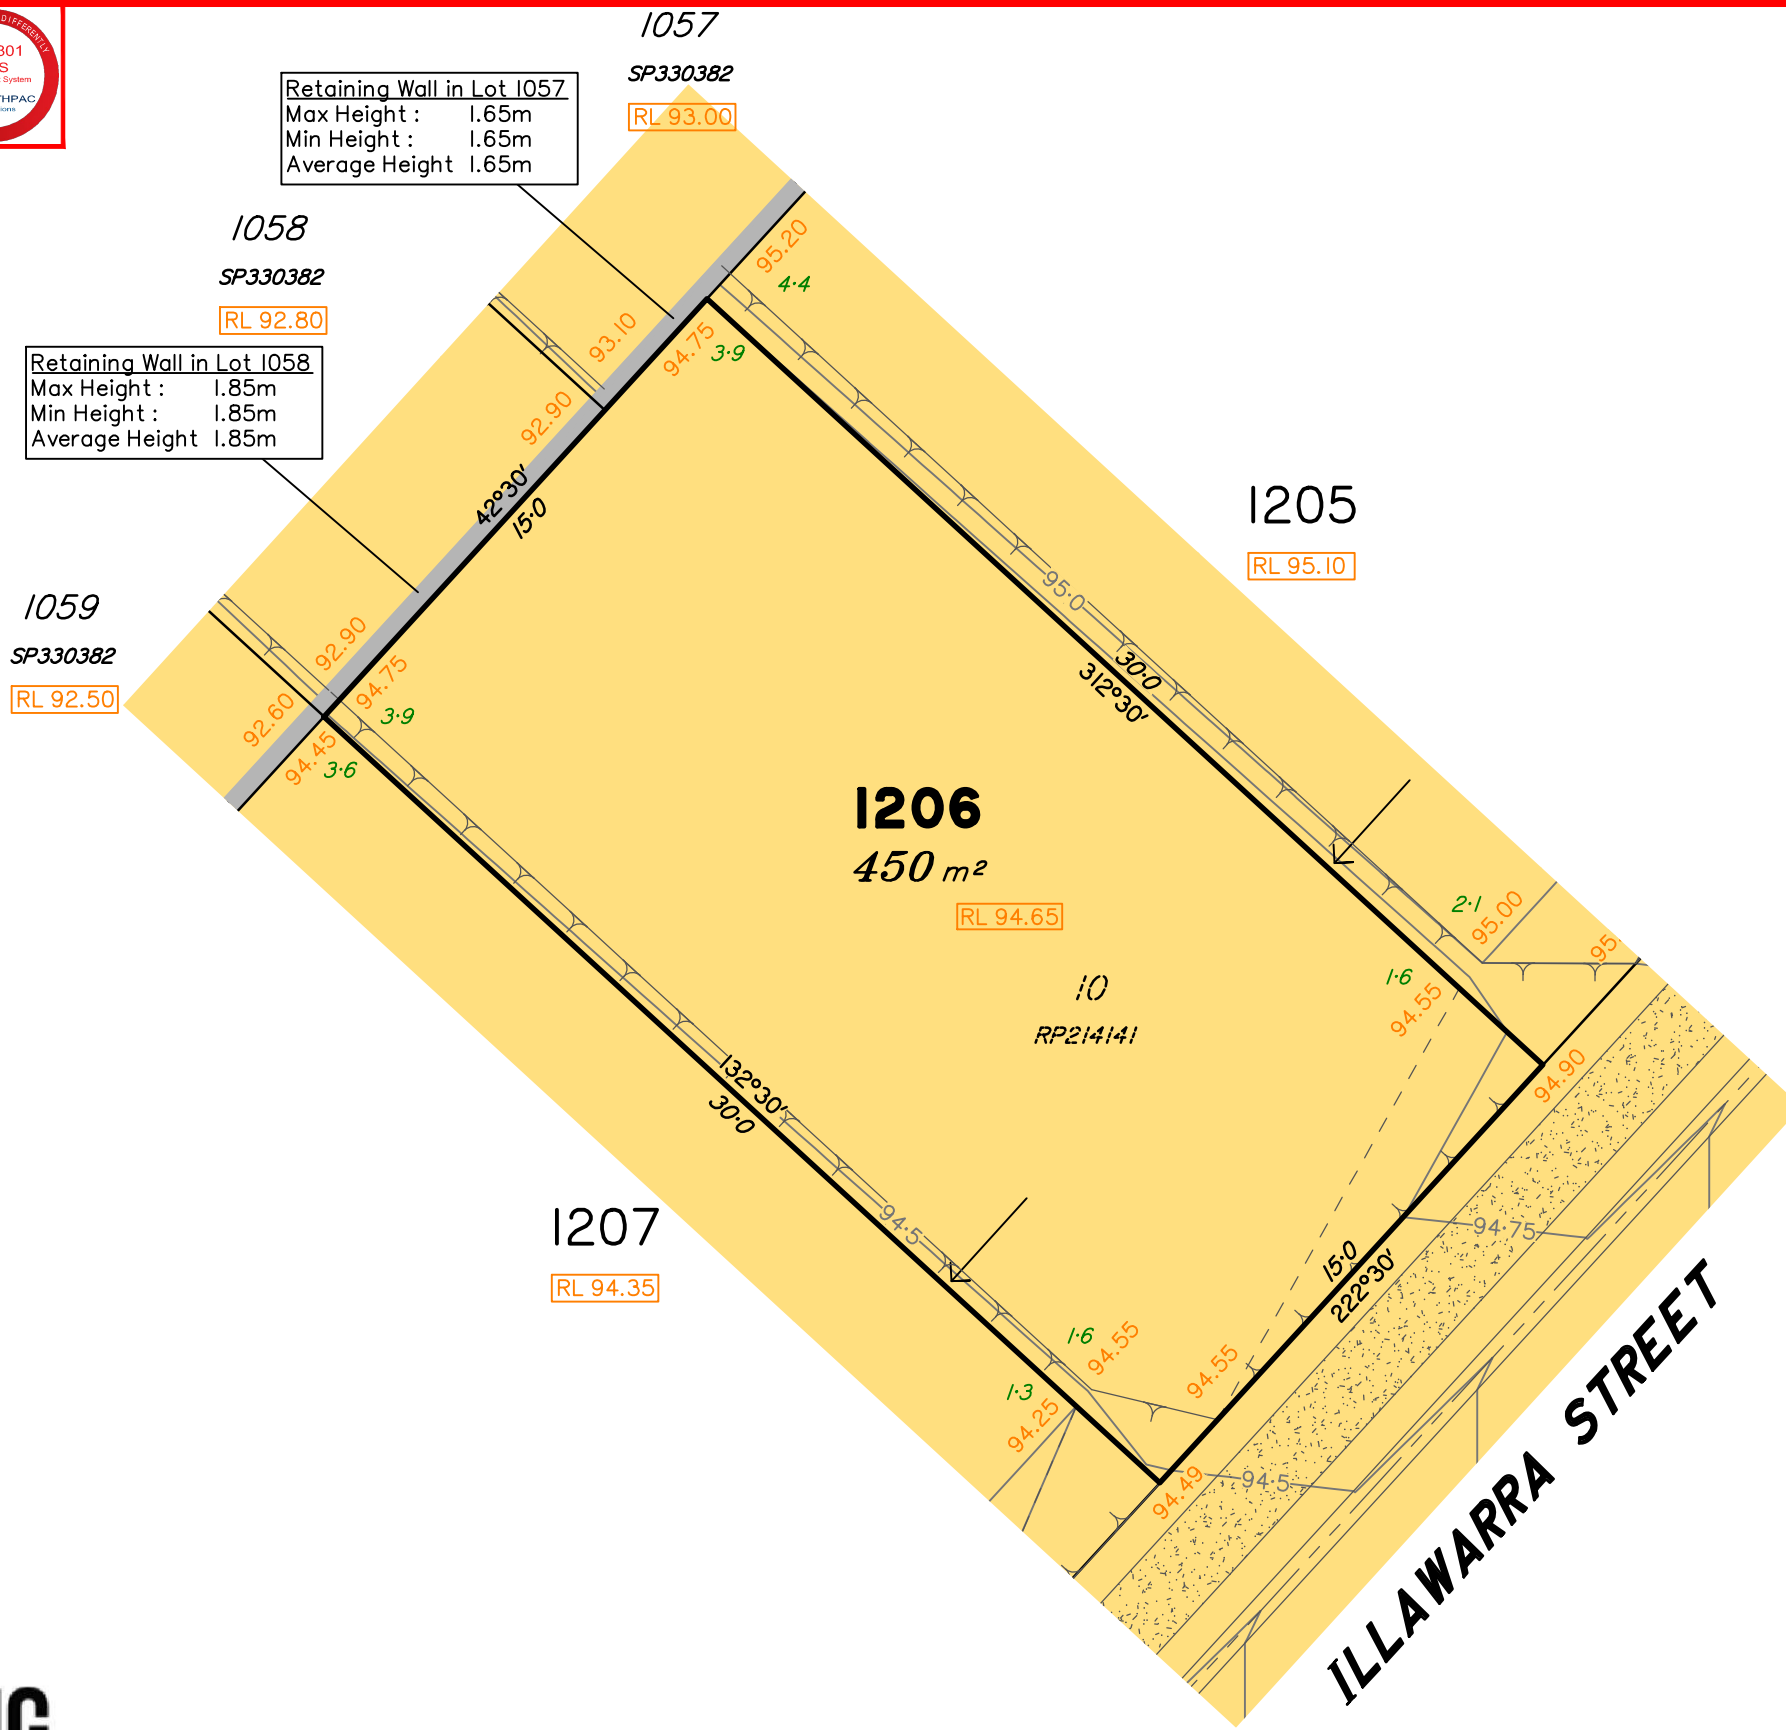 DIFFERENTLY
301
S
System
THPAC
ions
1057
SP330382
RL 93.00
Retaining Wall in Lot 1057
Max Height : 1.65m
Min Height : 1.65m
Average Height 1.65m
1058
SP330382
RL 92.80
Retaining Wall in Lot 1058
Max Height : 1.85m
Min Height : 1.85m
Average Height 1.85m
1059
SP330382
RL 92.50
95.20
4·4
93.10
94.75
3·9
92.90
42°30'
15·0
92.90
94.75
3·9
92.60
94.45
3·6
1205
RL 95.10
95·0
30·0
312°30'
1206
450 m²
RL 94.65
10
RP214141
2·1
95.00
95.
1·6
94.55
94.90
132°30'
30·0
1207
RL 94.35
94·5
94·75
15·0
222°30'
1·6
94.55
94.55
1·3
94.25
94.49
94·5
ILLAWARRA STREET